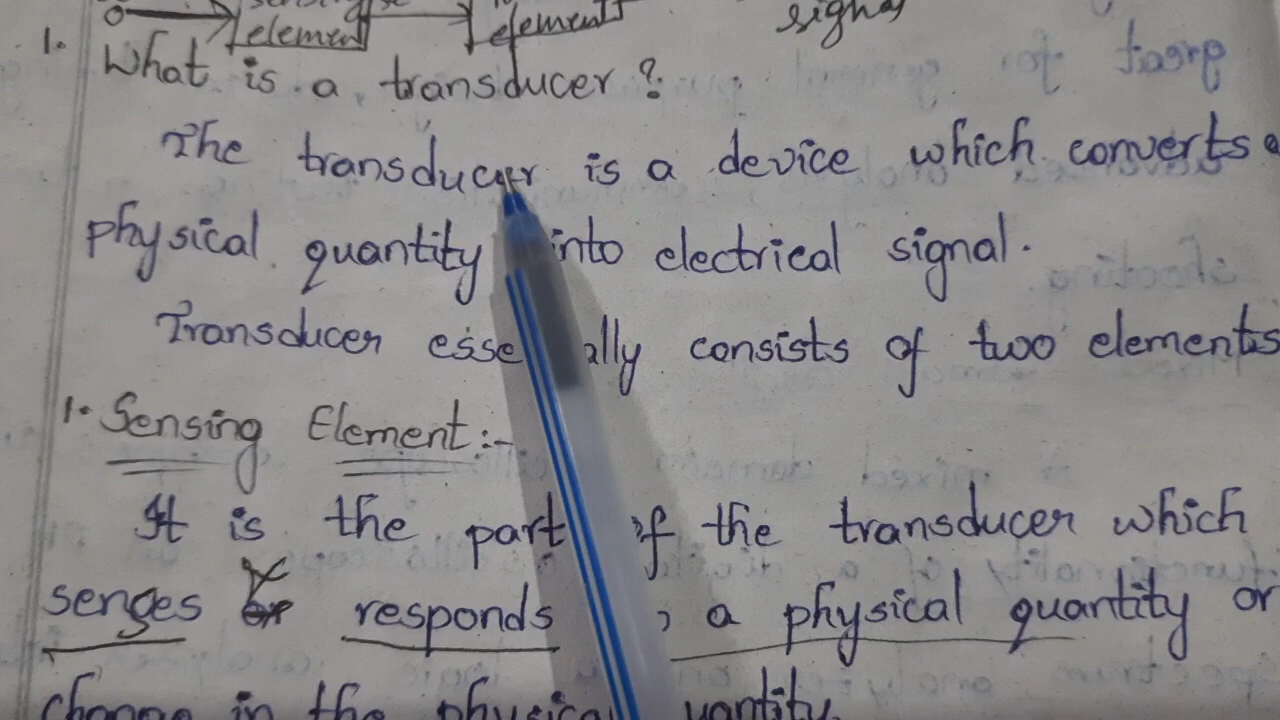 element element signal
1. What is a transducer?
The transducer is a device which converts a
physical quantity into electrical signal.
Transducer essentially consists of two elements
1. Sensing Element:-
It is the part of the transducer which
senses responds a physical quantity or
change in the physical quantity.